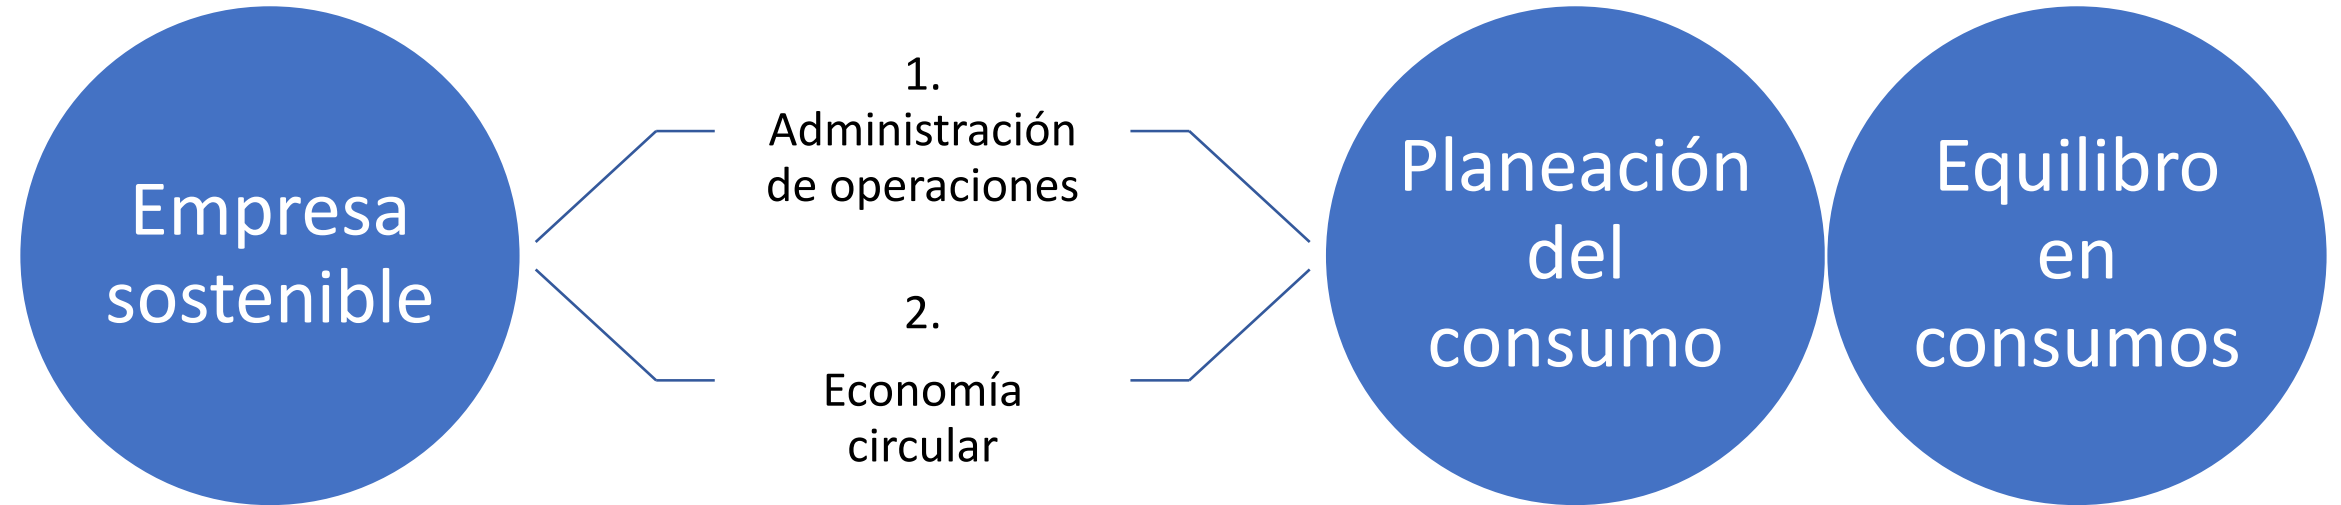 Empresa
sostenible
1.
Administración
de operaciones
2.
Economía
circular
Planeación
del
consumo
Equilibro
en
consumos